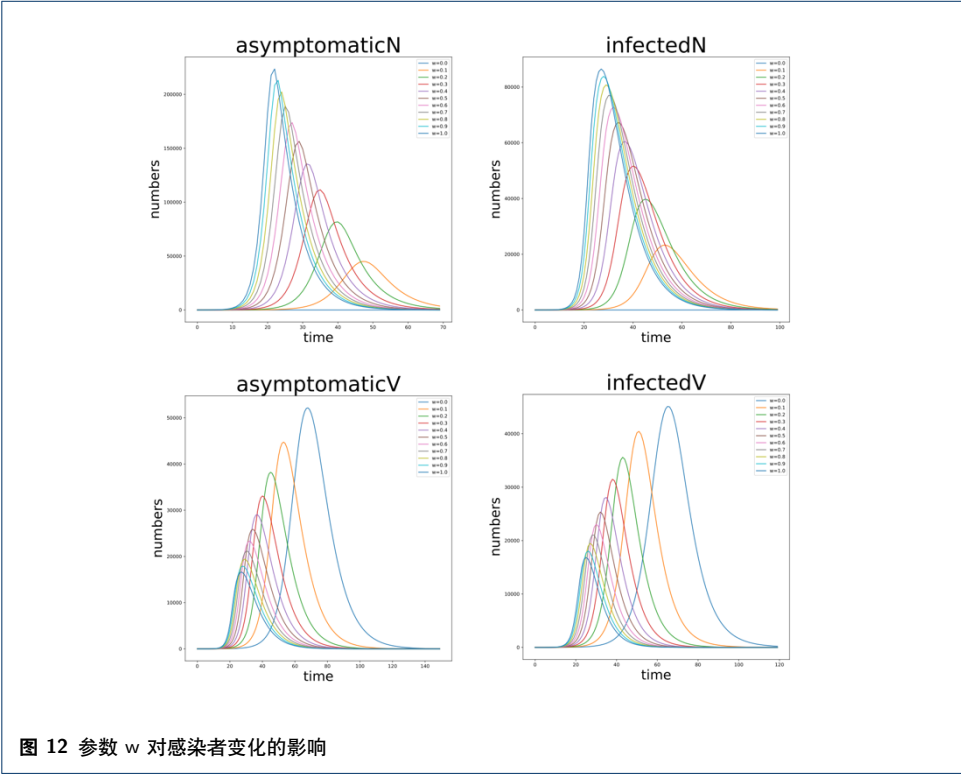 asymptomaticN
numbers
200000
150000
100000
50000
0
0 10 20 30 40 50 60 70
time
w=0.0
w=0.1
w=0.2
w=0.3
w=0.4
w=0.5
w=0.6
w=0.7
w=0.8
w=0.9
w=1.0
infectedN
numbers
80000
60000
40000
20000
0
0 20 40 60 80 100
time
w=0.0
w=0.1
w=0.2
w=0.3
w=0.4
w=0.5
w=0.6
w=0.7
w=0.8
w=0.9
w=1.0
asymptomaticV
numbers
50000
40000
30000
20000
10000
0
0 20 40 60 80 100 120 140
time
w=0.0
w=0.1
w=0.2
w=0.3
w=0.4
w=0.5
w=0.6
w=0.7
w=0.8
w=0.9
w=1.0
infectedV
numbers
40000
30000
20000
10000
0
0 20 40 60 80 100 120
time
w=0.0
w=0.1
w=0.2
w=0.3
w=0.4
w=0.5
w=0.6
w=0.7
w=0.8
w=0.9
w=1.0
图 12 参数 w 对感染者变化的影响